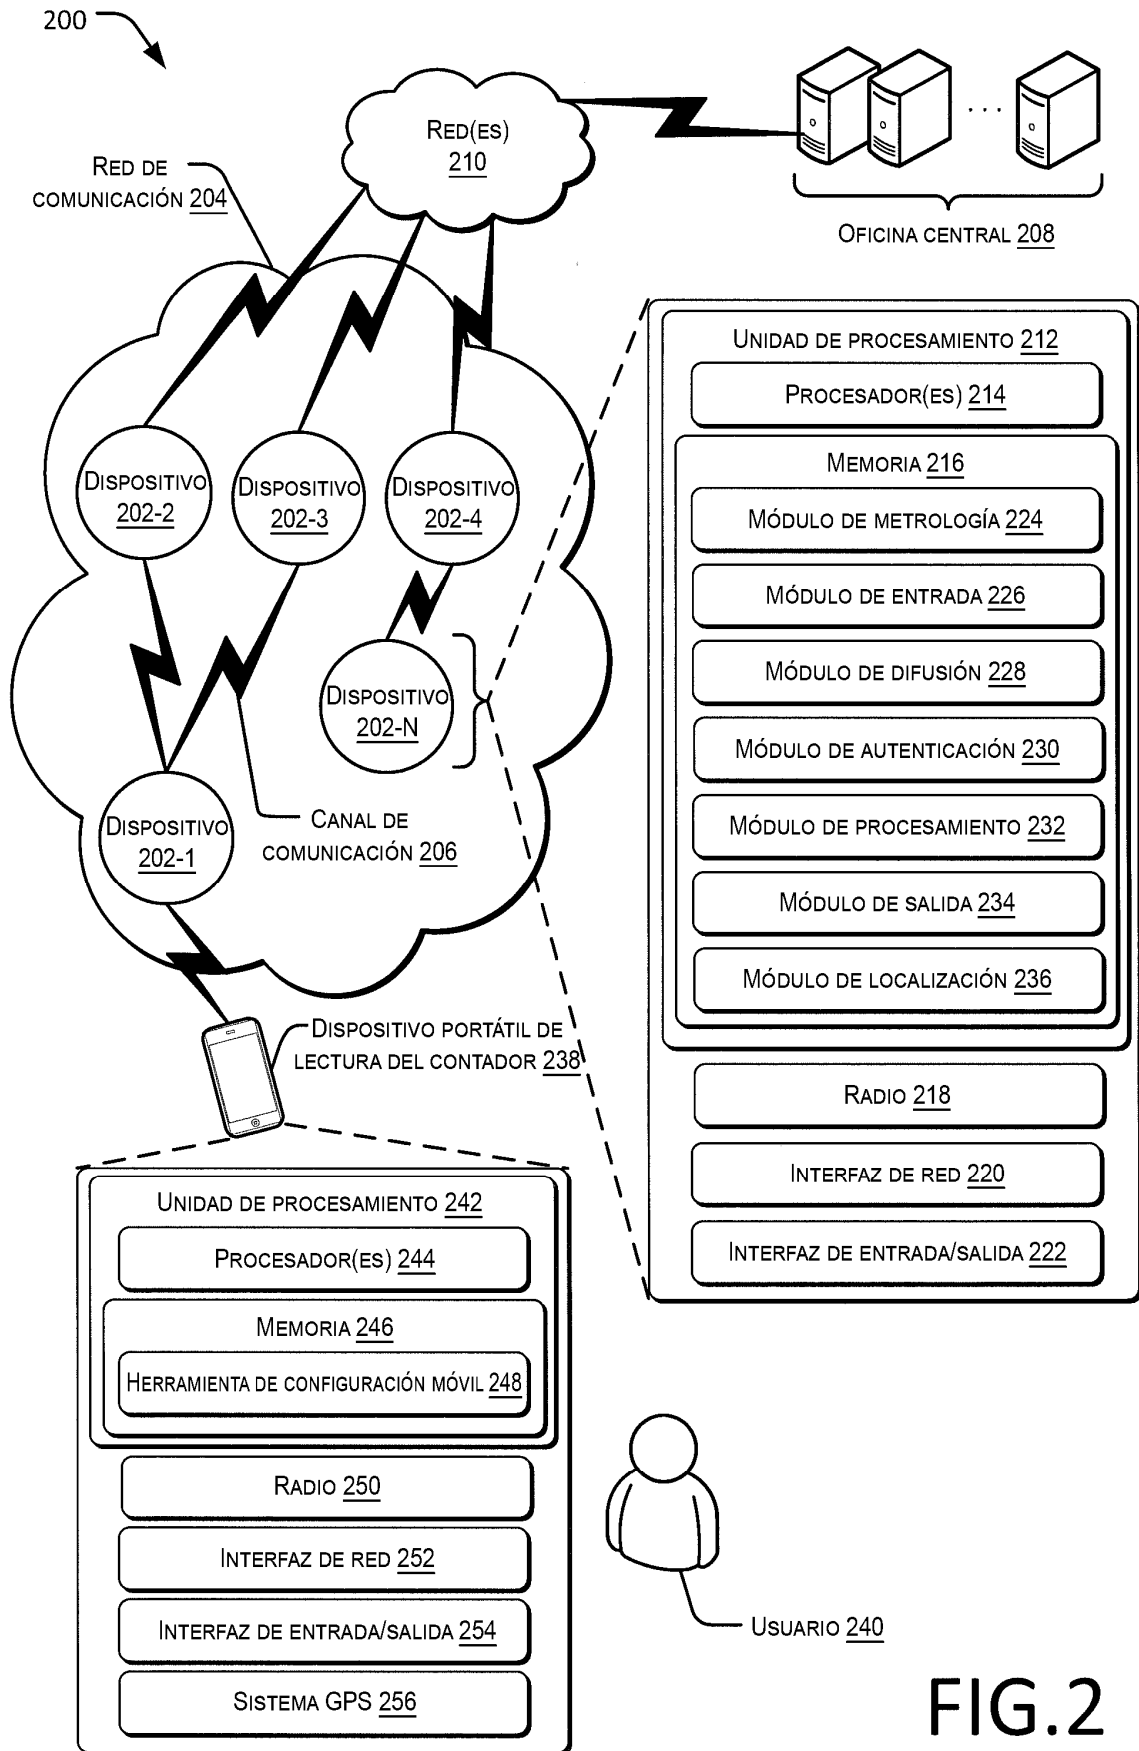 200
RED(ES)
210
RED DE
COMUNICACIÓN 204
...
OFICINA CENTRAL 208
DISPOSITIVO
202-2
DISPOSITIVO
202-3
DISPOSITIVO
202-4
DISPOSITIVO
202-N
DISPOSITIVO
202-1
CANAL DE
COMUNICACIÓN 206
DISPOSITIVO PORTÁTIL DE
LECTURA DEL CONTADOR 238
UNIDAD DE PROCESAMIENTO 212
PROCESADOR(ES) 214
MEMORIA 216
MÓDULO DE METROLOGÍA 224
MÓDULO DE ENTRADA 226
MÓDULO DE DIFUSIÓN 228
MÓDULO DE AUTENTICACIÓN 230
MÓDULO DE PROCESAMIENTO 232
MÓDULO DE SALIDA 234
MÓDULO DE LOCALIZACIÓN 236
RADIO 218
INTERFAZ DE RED 220
INTERFAZ DE ENTRADA/SALIDA 222
UNIDAD DE PROCESAMIENTO 242
PROCESADOR(ES) 244
MEMORIA 246
HERRAMIENTA DE CONFIGURACIÓN MÓVIL 248
RADIO 250
INTERFAZ DE RED 252
INTERFAZ DE ENTRADA/SALIDA 254
SISTEMA GPS 256
USUARIO 240
FIG.2